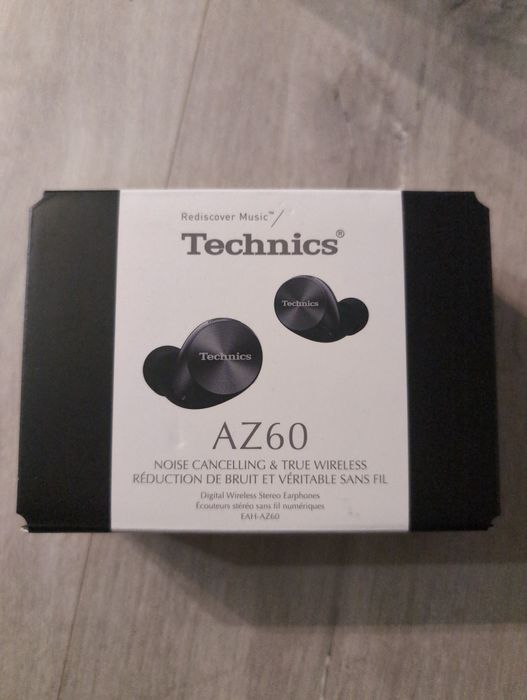 Rediscover Music™
Technics®
Technics
Technics
AZ60
NOISE CANCELLING & TRUE WIRELESS
RÉDUCTION DE BRUIT ET VÉRITABLE SANS FIL
Digital Wireless Stereo Earphones
Écouteurs stéréo sans fil numériques
EAH-AZ60